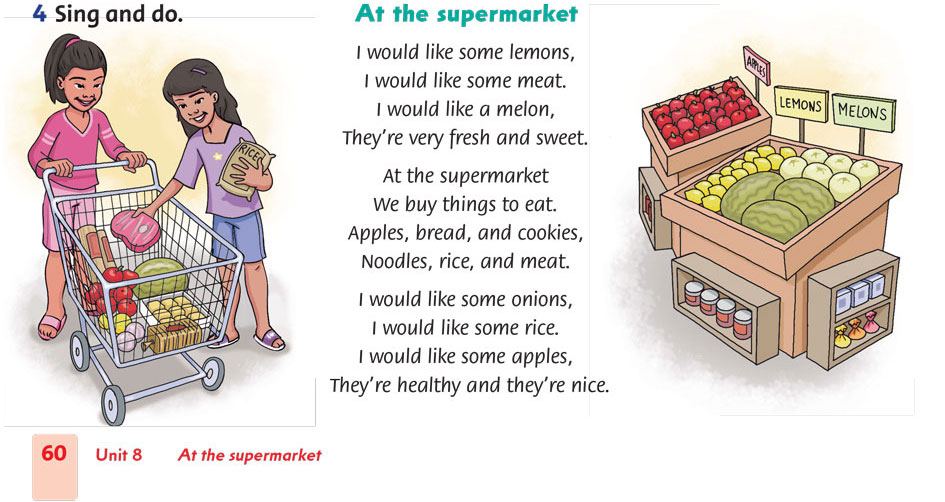 4 Sing and do.
At the supermarket
I would like some lemons,
I would like some meat.
I would like a melon,
They're very fresh and sweet.
At the supermarket
We buy things to eat.
Apples, bread, and cookies,
Noodles, rice, and meat.
I would like some onions,
I would like some rice.
I would like some apples,
They're healthy and they're nice.
RICE
APPLES
LEMONS
MELONS
60 Unit 8 At the supermarket